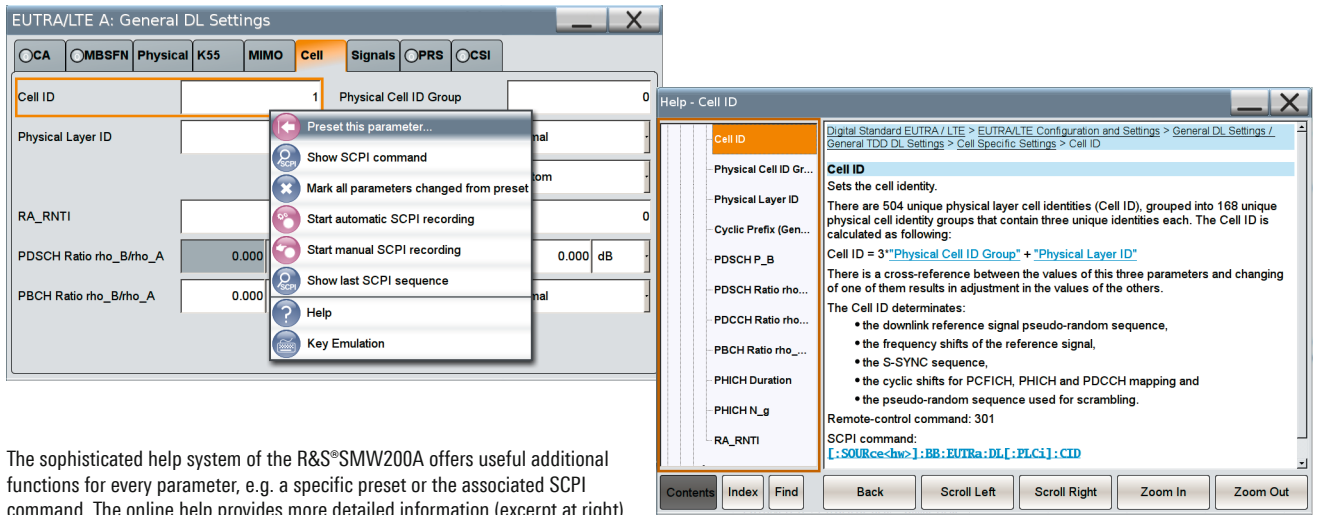 EUTRA/LTE A: General DL Settings
CA
MBSFN
Physical
K55
MIMO
Cell
Signals
PRS
CSI
Cell ID
1
Physical Cell ID Group
0
Physical Layer ID
RA_RNTI
0
PDSCH Ratio rho_B/rho_A
0.000
0.000 dB
PBCH Ratio rho_B/rho_A
0.000
Preset this parameter...
Show SCPI command
Mark all parameters changed from preset
Start automatic SCPI recording
Start manual SCPI recording
Show last SCPI sequence
Help
Key Emulation
The sophisticated help system of the R&S®SMW200A offers useful additional
functions for every parameter, e.g. a specific preset or the associated SCPI
command. The online help provides more detailed information (excerpt at right)
Help - Cell ID
Cell ID
Physical Cell ID Gr...
Physical Layer ID
Cyclic Prefix (Gen...
PDSCH P_B
PDSCH Ratio rho...
PDCCH Ratio rho...
PBCH Ratio rho_...
PHICH Duration
PHICH N_g
RA_RNTI
Digital Standard EUTRA / LTE > EUTRA/LTE Configuration and Settings > General DL Settings /
General TDD DL Settings > Cell Specific Settings > Cell ID
Cell ID
Sets the cell identity.
There are 504 unique physical layer cell identities (Cell ID), grouped into 168 unique
physical cell identity groups that contain three unique identities each. The Cell ID is
calculated as following:
Cell ID = 3*"Physical Cell ID Group" + "Physical Layer ID"
There is a cross-reference between the values of this three parameters and changing
of one of them results in adjustment in the values of the others.
The Cell ID determines:
• the downlink reference signal pseudo-random sequence,
• the frequency shifts of the reference signal,
• the S-SYNC sequence,
• the cyclic shifts for PCFICH, PHICH and PDCCH mapping and
• the pseudo-random sequence used for scrambling.
Remote-control command: 301
SCPI command:
[:SOURce<hw>]:BB:EUTRa:DL[:PLCi]:CID
Contents
Index
Find
Back
Scroll Left
Scroll Right
Zoom In
Zoom Out